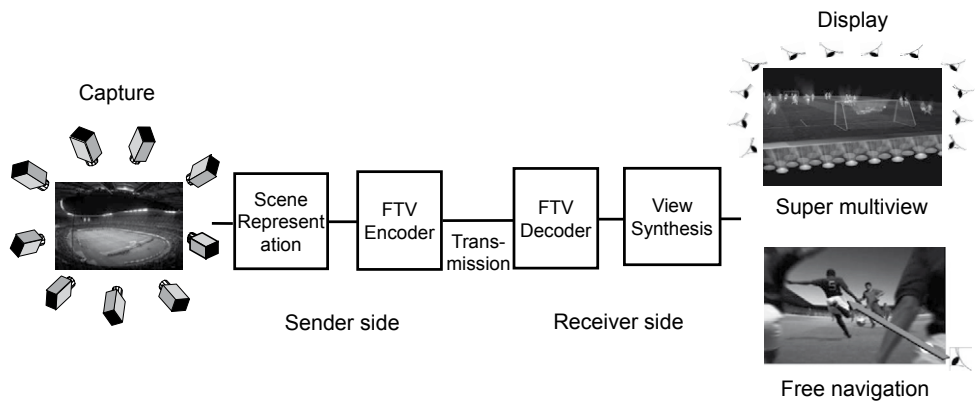 Display
Capture
Scene
Represent
ation
FTV
Encoder
Trans-
mission
FTV
Decoder
View
Synthesis
Super multiview
Sender side
Receiver side
Free navigation